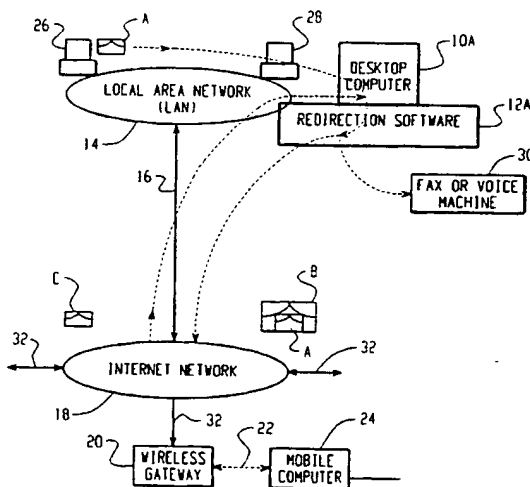 26
A
28
10A
DESKTOP
COMPUTER
LOCAL AREA NETWORK
(LAN)
REDIRECTION SOFTWARE
12A
14
30
16
FAX OR VOICE
MACHINE
C
B
A
32
32
INTERNET NETWORK
18
32
24
20
WIRELESS
GATEWAY
22
MOBILE
COMPUTER